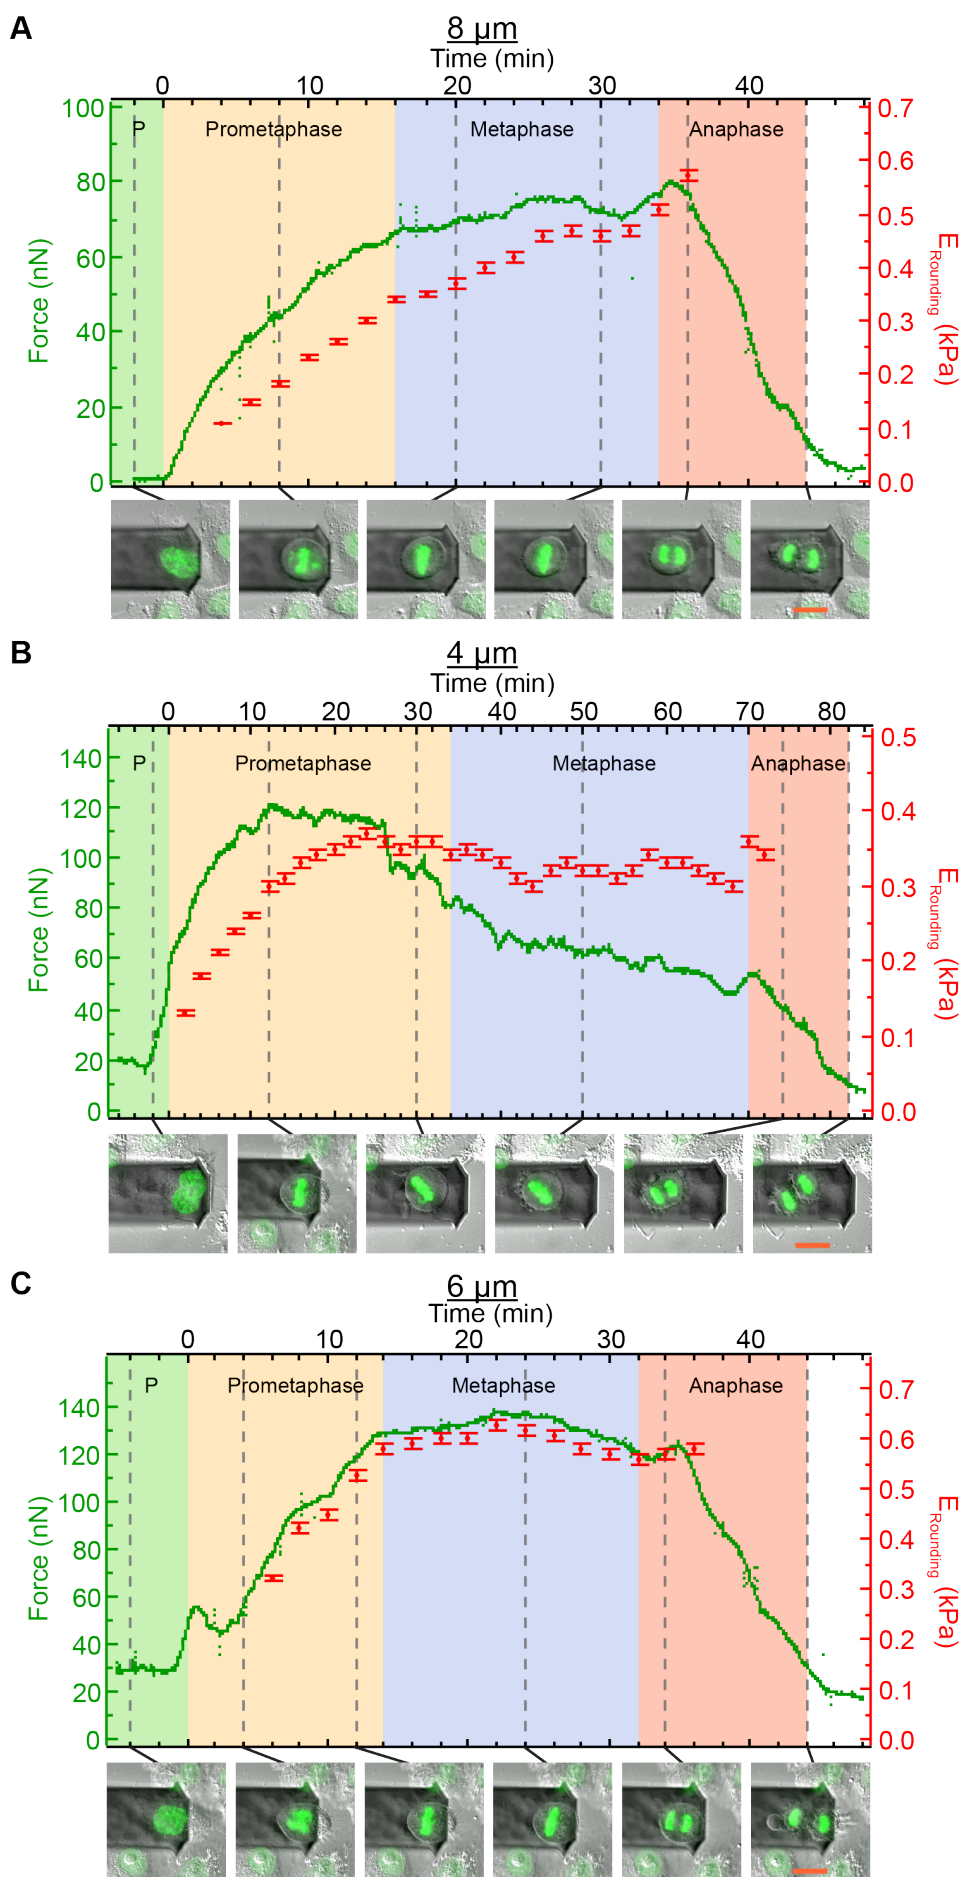 A
8 µm
Time (min)
0 10 20 30 40
P Prometaphase Metaphase Anaphase
100
80
60
40
20
0
Force (nN)
0.7
0.6
0.5
0.4
0.3
0.2
0.1
0.0
E Rounding (kPa)
B
4 µm
Time (min)
0 10 20 30 40 50 60 70 80
P Prometaphase Metaphase Anaphase
140
120
100
80
60
40
20
0
Force (nN)
0.5
0.4
0.3
0.2
0.1
0.0
E Rounding (kPa)
C
6 µm
Time (min)
0 10 20 30 40
P Prometaphase Metaphase Anaphase
140
120
100
80
60
40
20
0
Force (nN)
0.7
0.6
0.5
0.4
0.3
0.2
0.1
0.0
E Rounding (kPa)